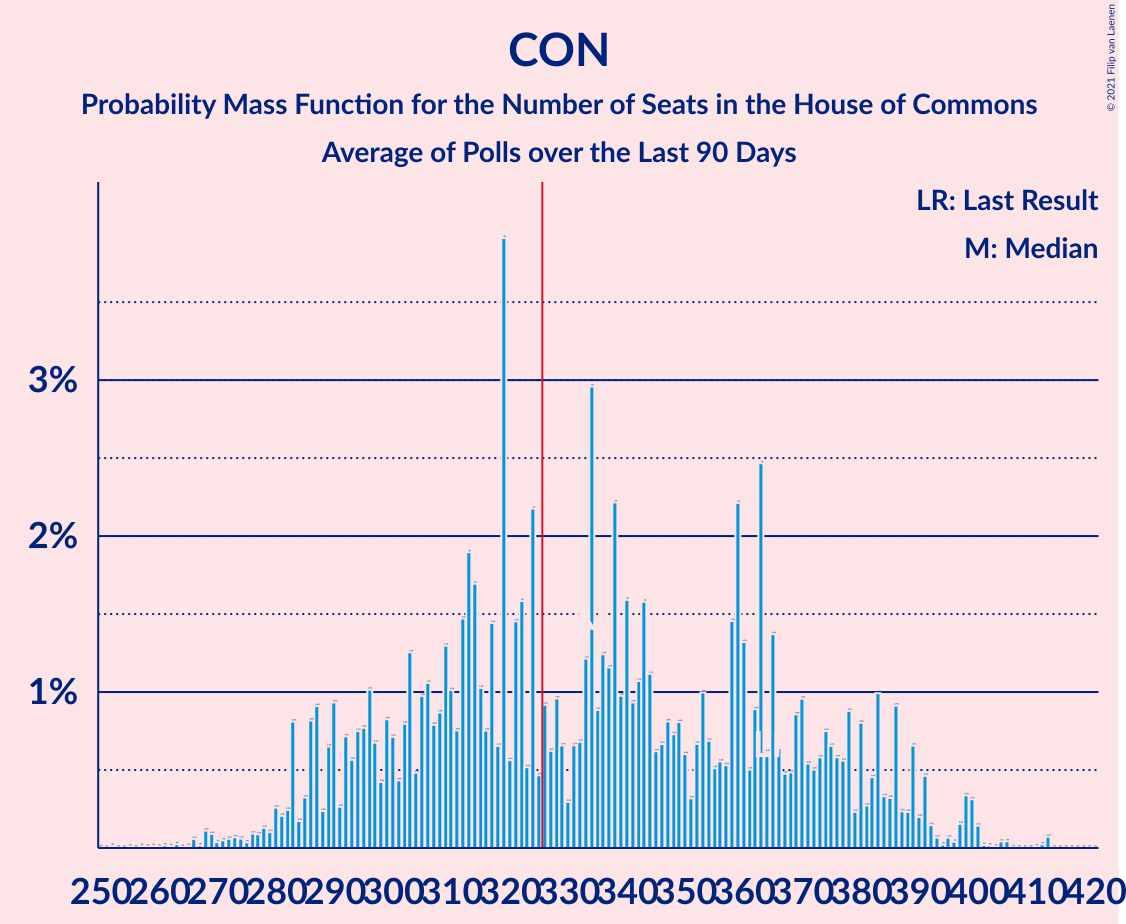 CON
Probability Mass Function for the Number of Seats in the House of Commons
Average of Polls over the Last 90 Days
© 2021 Filip van Laenen
LR: Last Result
M: Median
3%
2%
1%
250 260 270 280 290 300 310 320 330 340 350 360 370 380 390 400 410 420